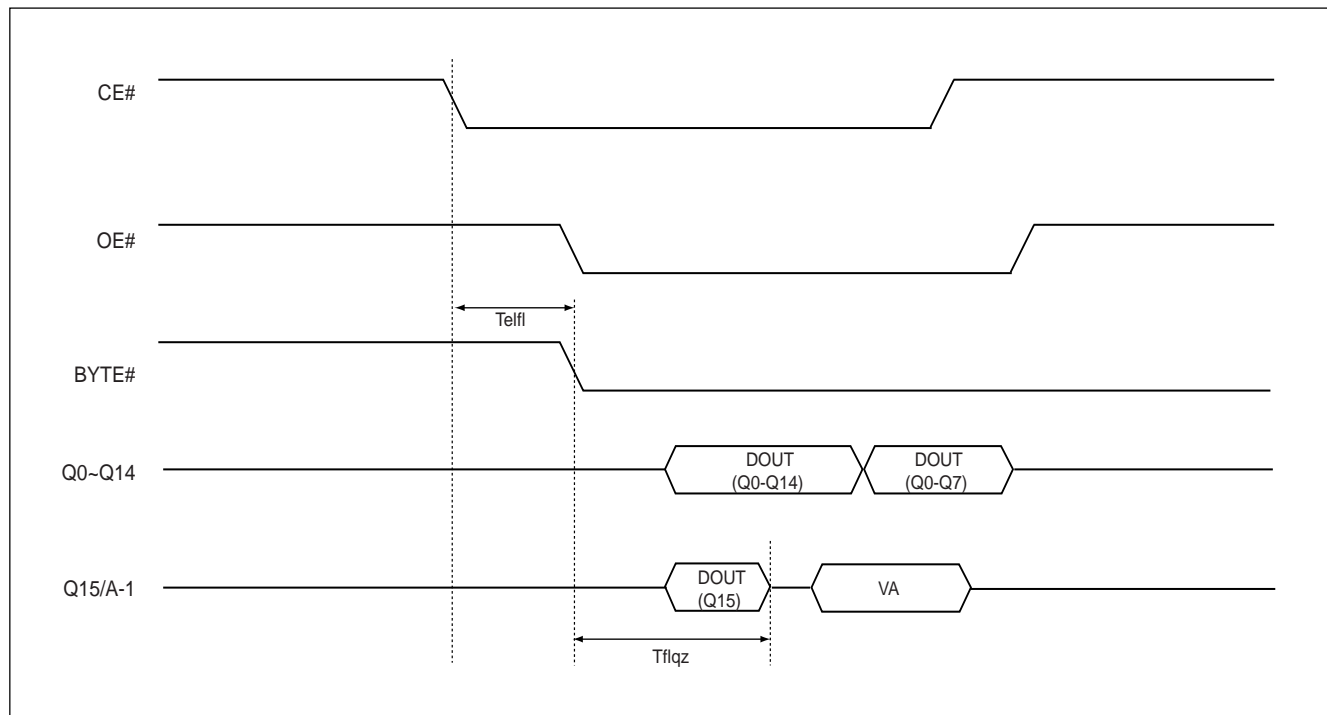 CE#
OE#
Telfl
BYTE#
Q0~Q14
DOUT
(Q0-Q14)
DOUT
(Q0-Q7)
Q15/A-1
DOUT
(Q15)
VA
Tflqz